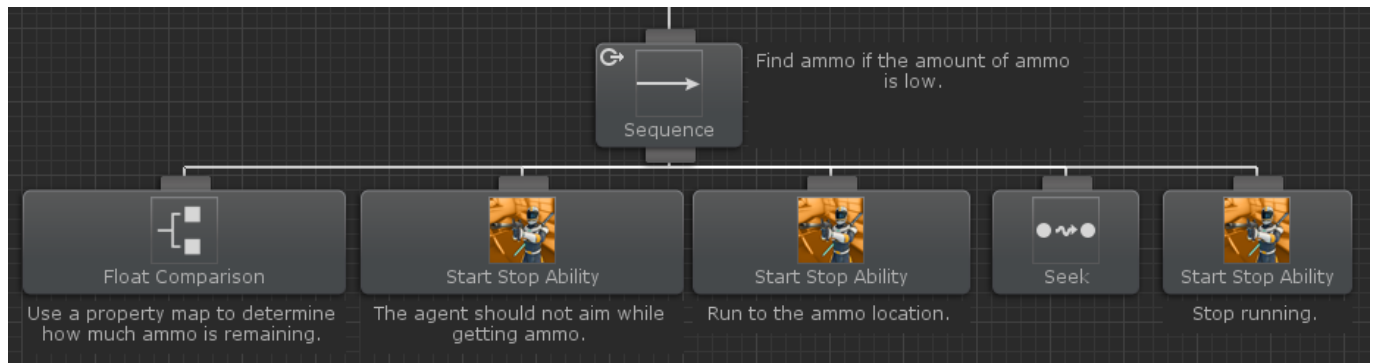 Find ammo if the amount of ammo
is low.
Sequence
Float Comparison
Start Stop Ability
Start Stop Ability
Seek
Start Stop Ability
Use a property map to determine
how much ammo is remaining.
The agent should not aim while
getting ammo.
Run to the ammo location.
Stop running.